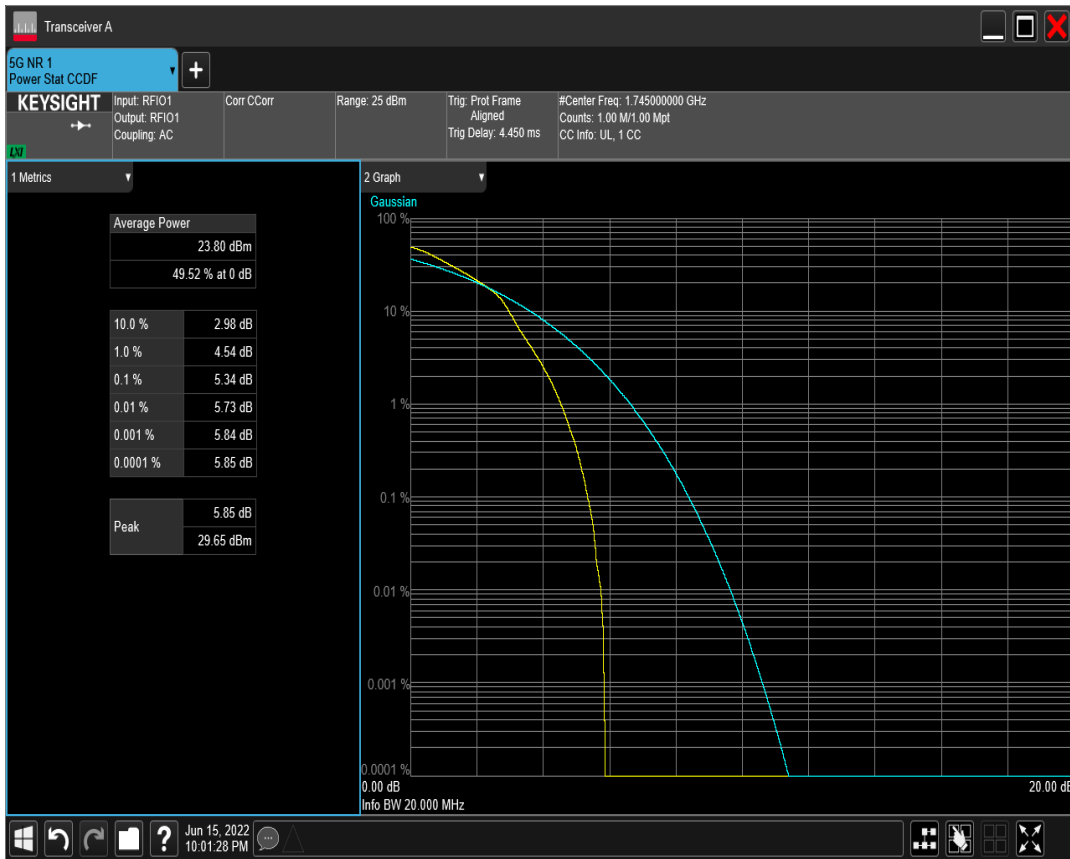 Transceiver A
5G NR 1
Power Stat CCDF
+
KEYSIGHT
LXI
Input: RFIO1
Output: RFIO1
Coupling: AC
Corr CCorr
Range: 25 dBm
Trig: Prot Frame
Aligned
Trig Delay: 4.450 ms
#Center Freq: 1.745000000 GHz
Counts: 1.00 M/1.00 Mpt
CC Info: UL, 1 CC
1 Metrics
Average Power
23.80 dBm
49.52 % at 0 dB
10.0 % 2.98 dB
1.0 % 4.54 dB
0.1 % 5.34 dB
0.01 % 5.73 dB
0.001 % 5.84 dB
0.0001 % 5.85 dB
Peak
5.85 dB
29.65 dBm
2 Graph
Gaussian
100 %
10 %
1 %
0.1 %
0.01 %
0.001 %
0.0001 %
0.00 dB
20.00 dB
Info BW 20.000 MHz
?
Jun 15, 2022
10:01:28 PM